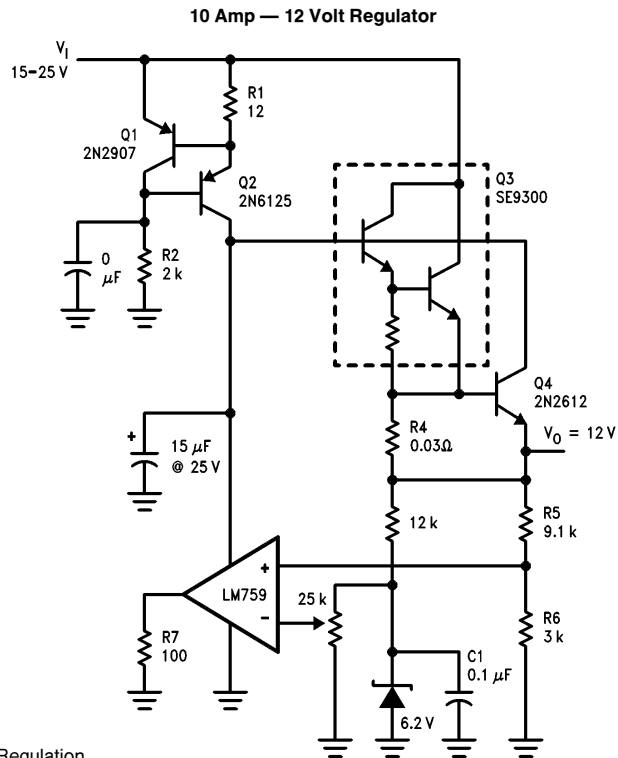 10 Amp — 12 Volt Regulator
VI
15–25 V
R1
12
Q1
2N2907
Q2
2N6125
Q3
SE9300
0
μF
R2
2 k
Q4
2N2612
VO = 12 V
R4
0.03Ω
+
15 μF
@ 25 V
12 k
R5
9.1 k
+
LM759
−
25 k
R6
3 k
R7
100
C1
0.1 μF
6.2 V
Regulation